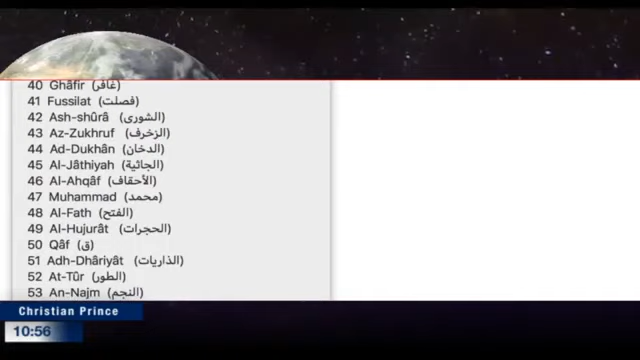 40 Ghâfir (غافر)
41 Fussilat (فصلت)
42 Ash-shûrâ (الشورى)
43 Az-Zukhruf (الزخرف)
44 Ad-Dukhân (الدخان)
45 Al-Jâthiyah (الجاثية)
46 Al-Ahqâf (الأحقاف)
47 Muhammad (محمد)
48 Al-Fath (الفتح)
49 Al-Hujurât (الحجرات)
50 Qâf (ق)
51 Adh-Dhâriyât (الذاريات)
52 At-Tûr (الطور)
53 An-Najm (النجم)
Christian Prince
10:56